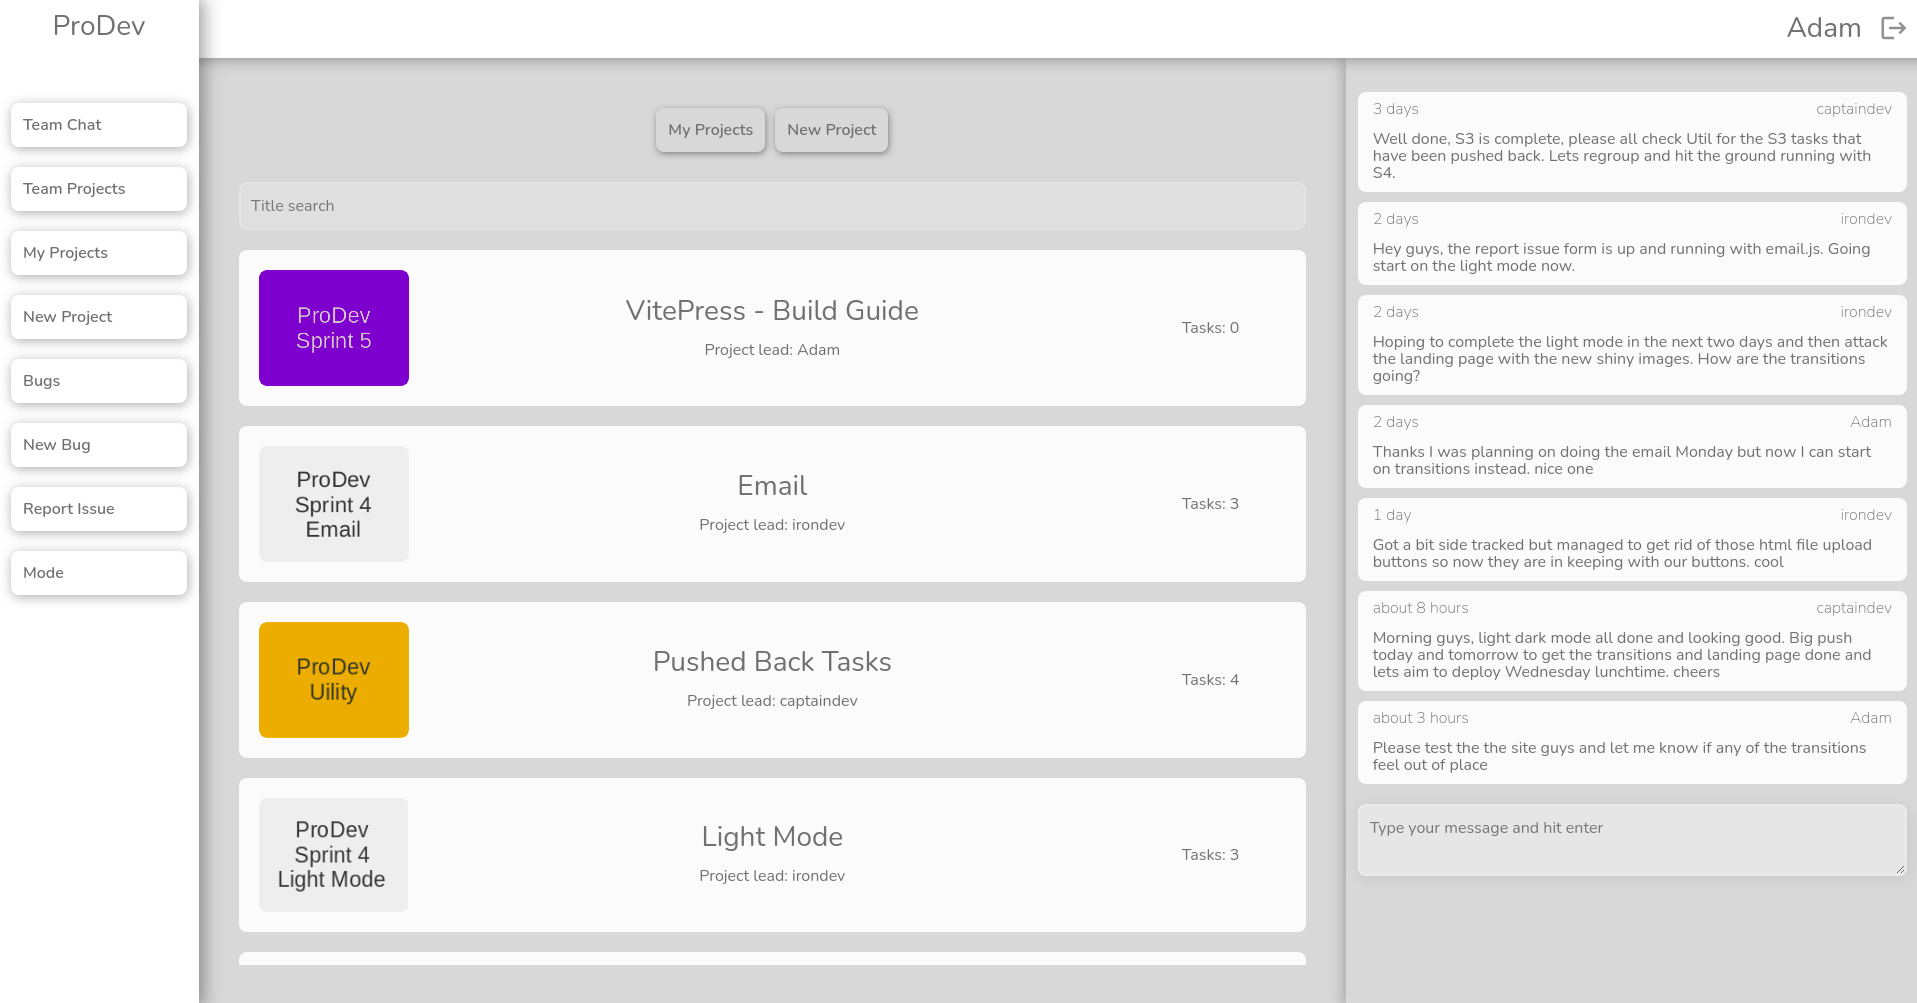 ProDev
Adam
Team Chat
Team Projects
My Projects
New Project
Bugs
New Bug
Report Issue
Mode
My Projects
New Project
Title search
ProDev
Sprint 5
VitePress - Build Guide
Project lead: Adam
Tasks: 0
ProDev
Sprint 4
Email
Email
Project lead: irondev
Tasks: 3
ProDev
Uility
Pushed Back Tasks
Project lead: captaindev
Tasks: 4
ProDev
Sprint 4
Light Mode
Light Mode
Project lead: irondev
Tasks: 3
3 days captaindev
Well done, S3 is complete, please all check Util for the S3 tasks that
have been pushed back. Lets regroup and hit the ground running with
S4.
2 days irondev
Hey guys, the report issue form is up and running with email.js. Going
start on the light mode now.
2 days irondev
Hoping to complete the light mode in the next two days and then attack
the landing page with the new shiny images. How are the transitions
going?
2 days Adam
Thanks I was planning on doing the email Monday but now I can start
on transitions instead. nice one
1 day irondev
Got a bit side tracked but managed to get rid of those html file upload
buttons so now they are in keeping with our buttons. cool
about 8 hours captaindev
Morning guys, light dark mode all done and looking good. Big push
today and tomorrow to get the transitions and landing page done and
lets aim to deploy Wednesday lunchtime. cheers
about 3 hours Adam
Please test the the site guys and let me know if any of the transitions
feel out of place
Type your message and hit enter